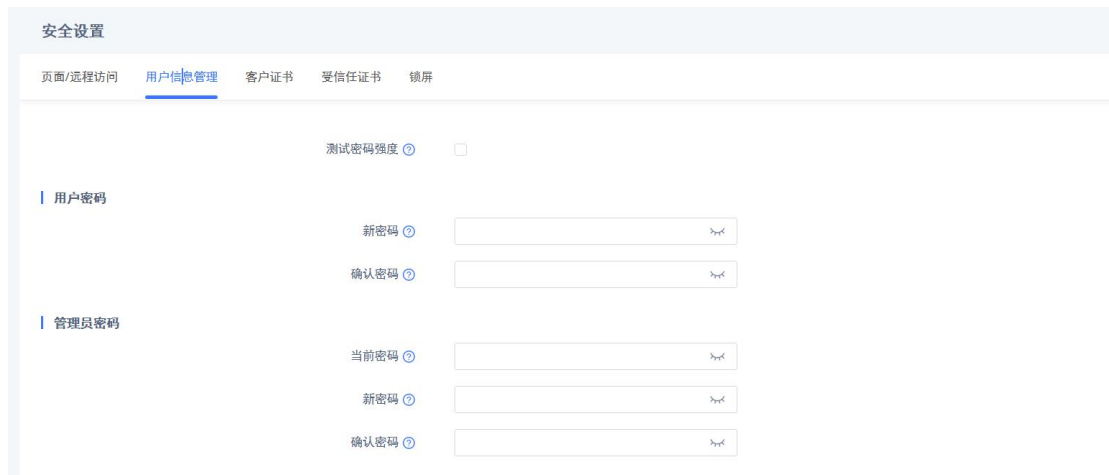 安全设置
页面/远程访问 用户信息管理 客户证书 受信任证书 锁屏
测试密码强度
用户密码
新密码
确认密码
管理员密码
当前密码
新密码
确认密码